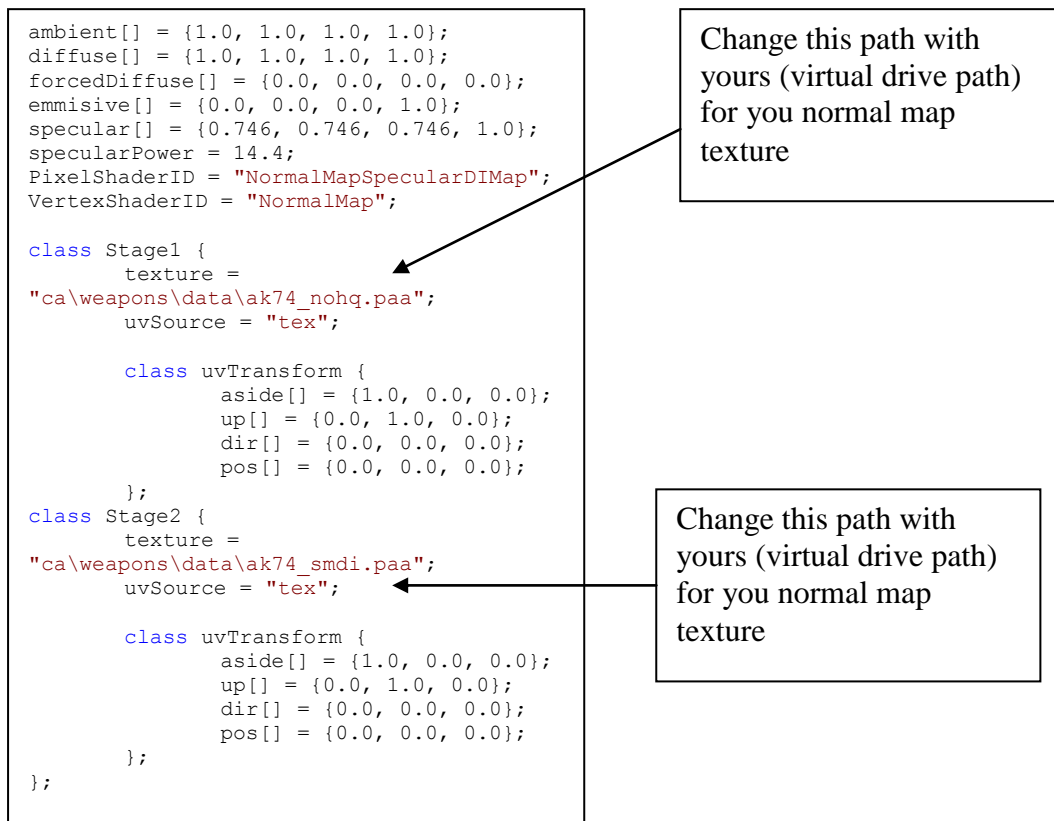 ambient[] = {1.0, 1.0, 1.0, 1.0};
diffuse[] = {1.0, 1.0, 1.0, 1.0};
forcedDiffuse[] = {0.0, 0.0, 0.0, 0.0};
emmisive[] = {0.0, 0.0, 0.0, 1.0};
specular[] = {0.746, 0.746, 0.746, 1.0};
specularPower = 14.4;
PixelShaderID = "NormalMapSpecularDIMap";
VertexShaderID = "NormalMap";
class Stage1 {
texture =
"ca\weapons\data\ak74_nohq.paa";
uvSource = "tex";
class uvTransform {
aside[] = {1.0, 0.0, 0.0};
up[] = {0.0, 1.0, 0.0};
dir[] = {0.0, 0.0, 0.0};
pos[] = {0.0, 0.0, 0.0};
};
class Stage2 {
texture =
"ca\weapons\data\ak74_smdi.paa";
uvSource = "tex";
class uvTransform {
aside[] = {1.0, 0.0, 0.0};
up[] = {0.0, 1.0, 0.0};
dir[] = {0.0, 0.0, 0.0};
pos[] = {0.0, 0.0, 0.0};
};
};
Change this path with
yours (virtual drive path)
for you normal map
texture
Change this path with
yours (virtual drive path)
for you normal map
texture